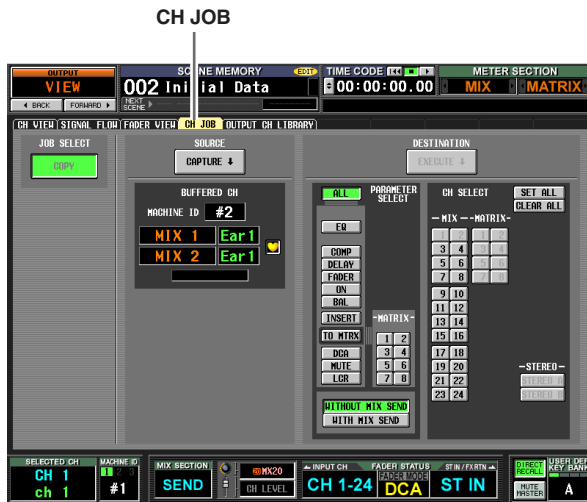 CH JOB
OUTPUT
VIEW
BACK FORWARD
SCENE MEMORY EDIT
002 Initial Data
NEXT SCENE
TIME CODE
00:00:00.00
METER SECTION
MIX MATRIX
CH VIEW SIGNAL FLOW FADER VIEW CH JOB OUTPUT CH LIBRARY
JOB SELECT
COPY
SOURCE
CAPTURE
BUFFERED CH
MACHINE ID #2
MIX 1 Ear1
MIX 2 Ear1
DESTINATION
EXECUTE
ALL
PARAMETER SELECT
EQ
COMP
DELAY
FADER
ON
BAL
INSERT
TO MTRX
DCA
MUTE
LCR
-MATRIX-
1 2
3 4
5 6
7 8
WITHOUT MIX SEND
WITH MIX SEND
CH SELECT
SET ALL
CLEAR ALL
MIX MATRIX
1 2 1 2
3 4 3 4
5 6 5 6
7 8 7 8
9 10
11 12
13 14
15 16
17 18
19 20
21 22
23 24
-STEREO-
STEREO A
STEREO B
SELECTED CH
CH 1
ch 1
MACHINE ID
1 2 3
#1
MIX SECTION
SEND
MIX20
CH LEVEL
INPUT CH
CH 1-24
FADER STATUS
FADER MODE
DCA
ST IN/FXRTN
ST IN
DIRECT RECALL
MUTE MASTER
USER DEF
KEY BANK
A